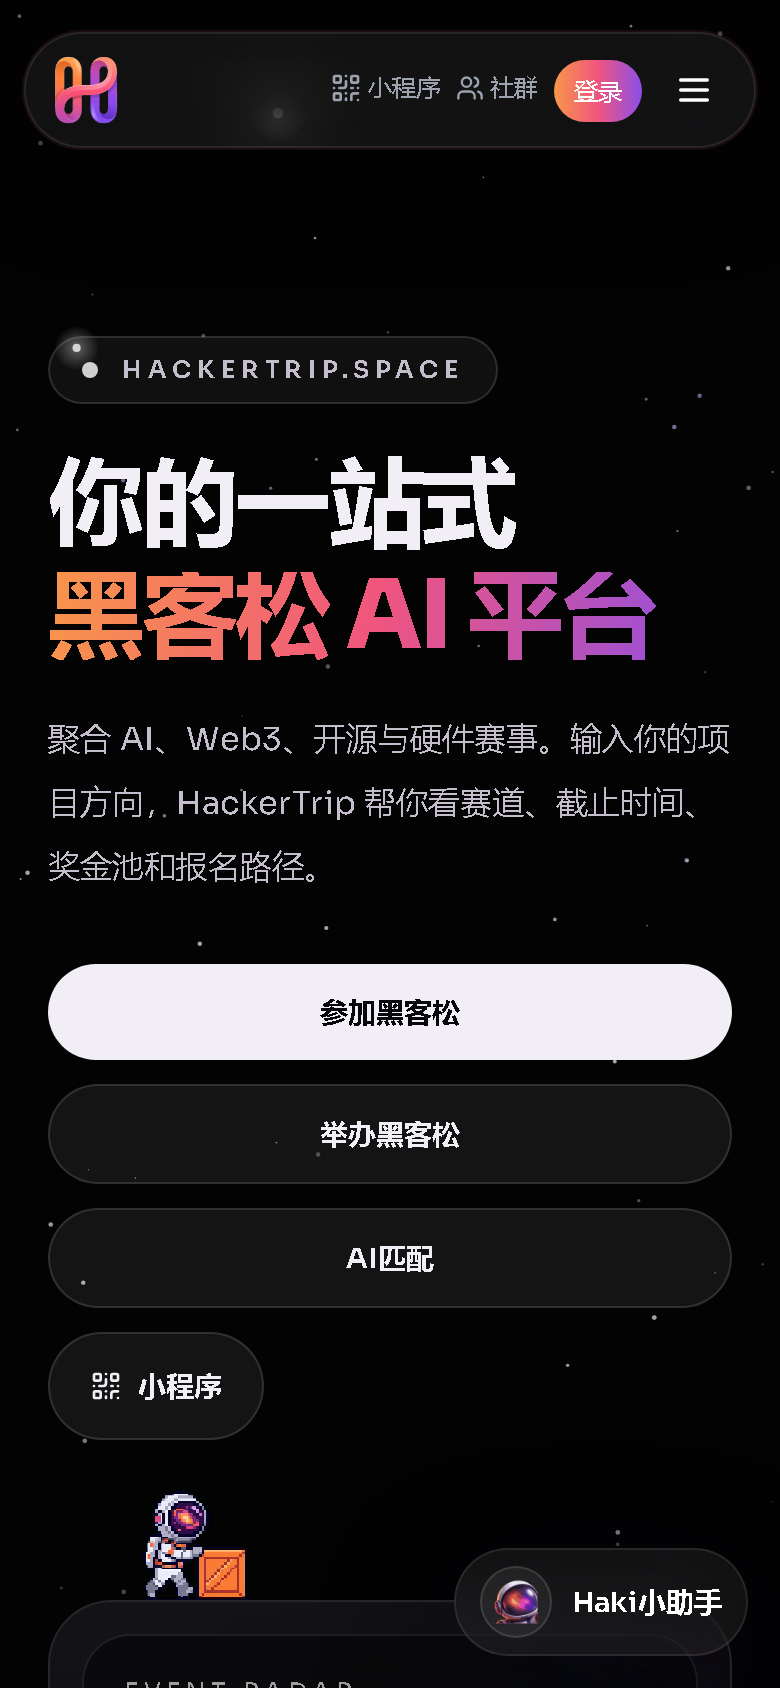 小程序 社群 登录
HACKERTRIP.SPACE
你的一站式
黑客松 AI 平台
聚合 AI、Web3、开源与硬件赛事。输入你的项
目方向，HackerTrip 帮你看赛道、截止时间、
奖金池和报名路径。
参加黑客松
举办黑客松
AI匹配
小程序
Haki小助手
EVENT RADAR